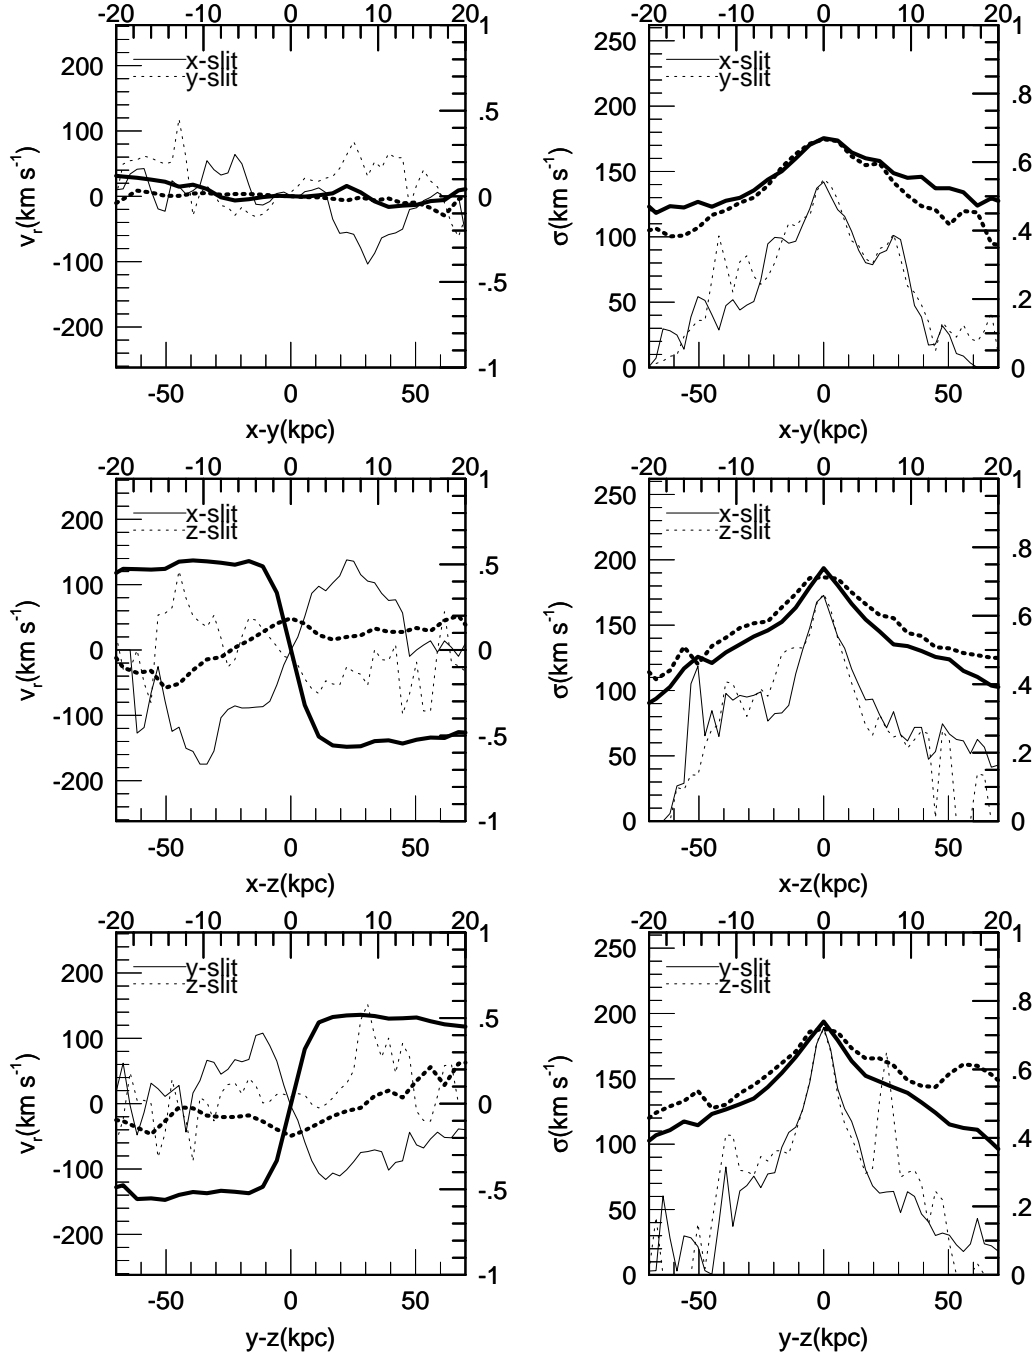 -20 -10 0 10 20 1 -20 -10 0 10 20 1
200 x-slit 250 x-slit
y-slit y-slit
.5 200 .8
100
v_r(km s^-1) 0 0 σ(km s^-1) 150 .6
100 .4
-100 -.5
50 .2
-200
-1 0 0
-50 0 50 -50 0 50
x-y(kpc) x-y(kpc)
-20 -10 0 10 20 1 -20 -10 0 10 20 1
200 x-slit 250 x-slit
z-slit z-slit
.5 200 .8
100
v_r(km s^-1) 0 0 σ(km s^-1) 150 .6
100 .4
-100 -.5
50 .2
-200
-1 0 0
-50 0 50 -50 0 50
x-z(kpc) x-z(kpc)
-20 -10 0 10 20 1 -20 -10 0 10 20 1
200 y-slit 250 y-slit
z-slit z-slit
.5 200 .8
100
v_r(km s^-1) 0 0 σ(km s^-1) 150 .6
100 .4
-100 -.5
50 .2
-200
-1 0 0
-50 0 50 -50 0 50
y-z(kpc) y-z(kpc)